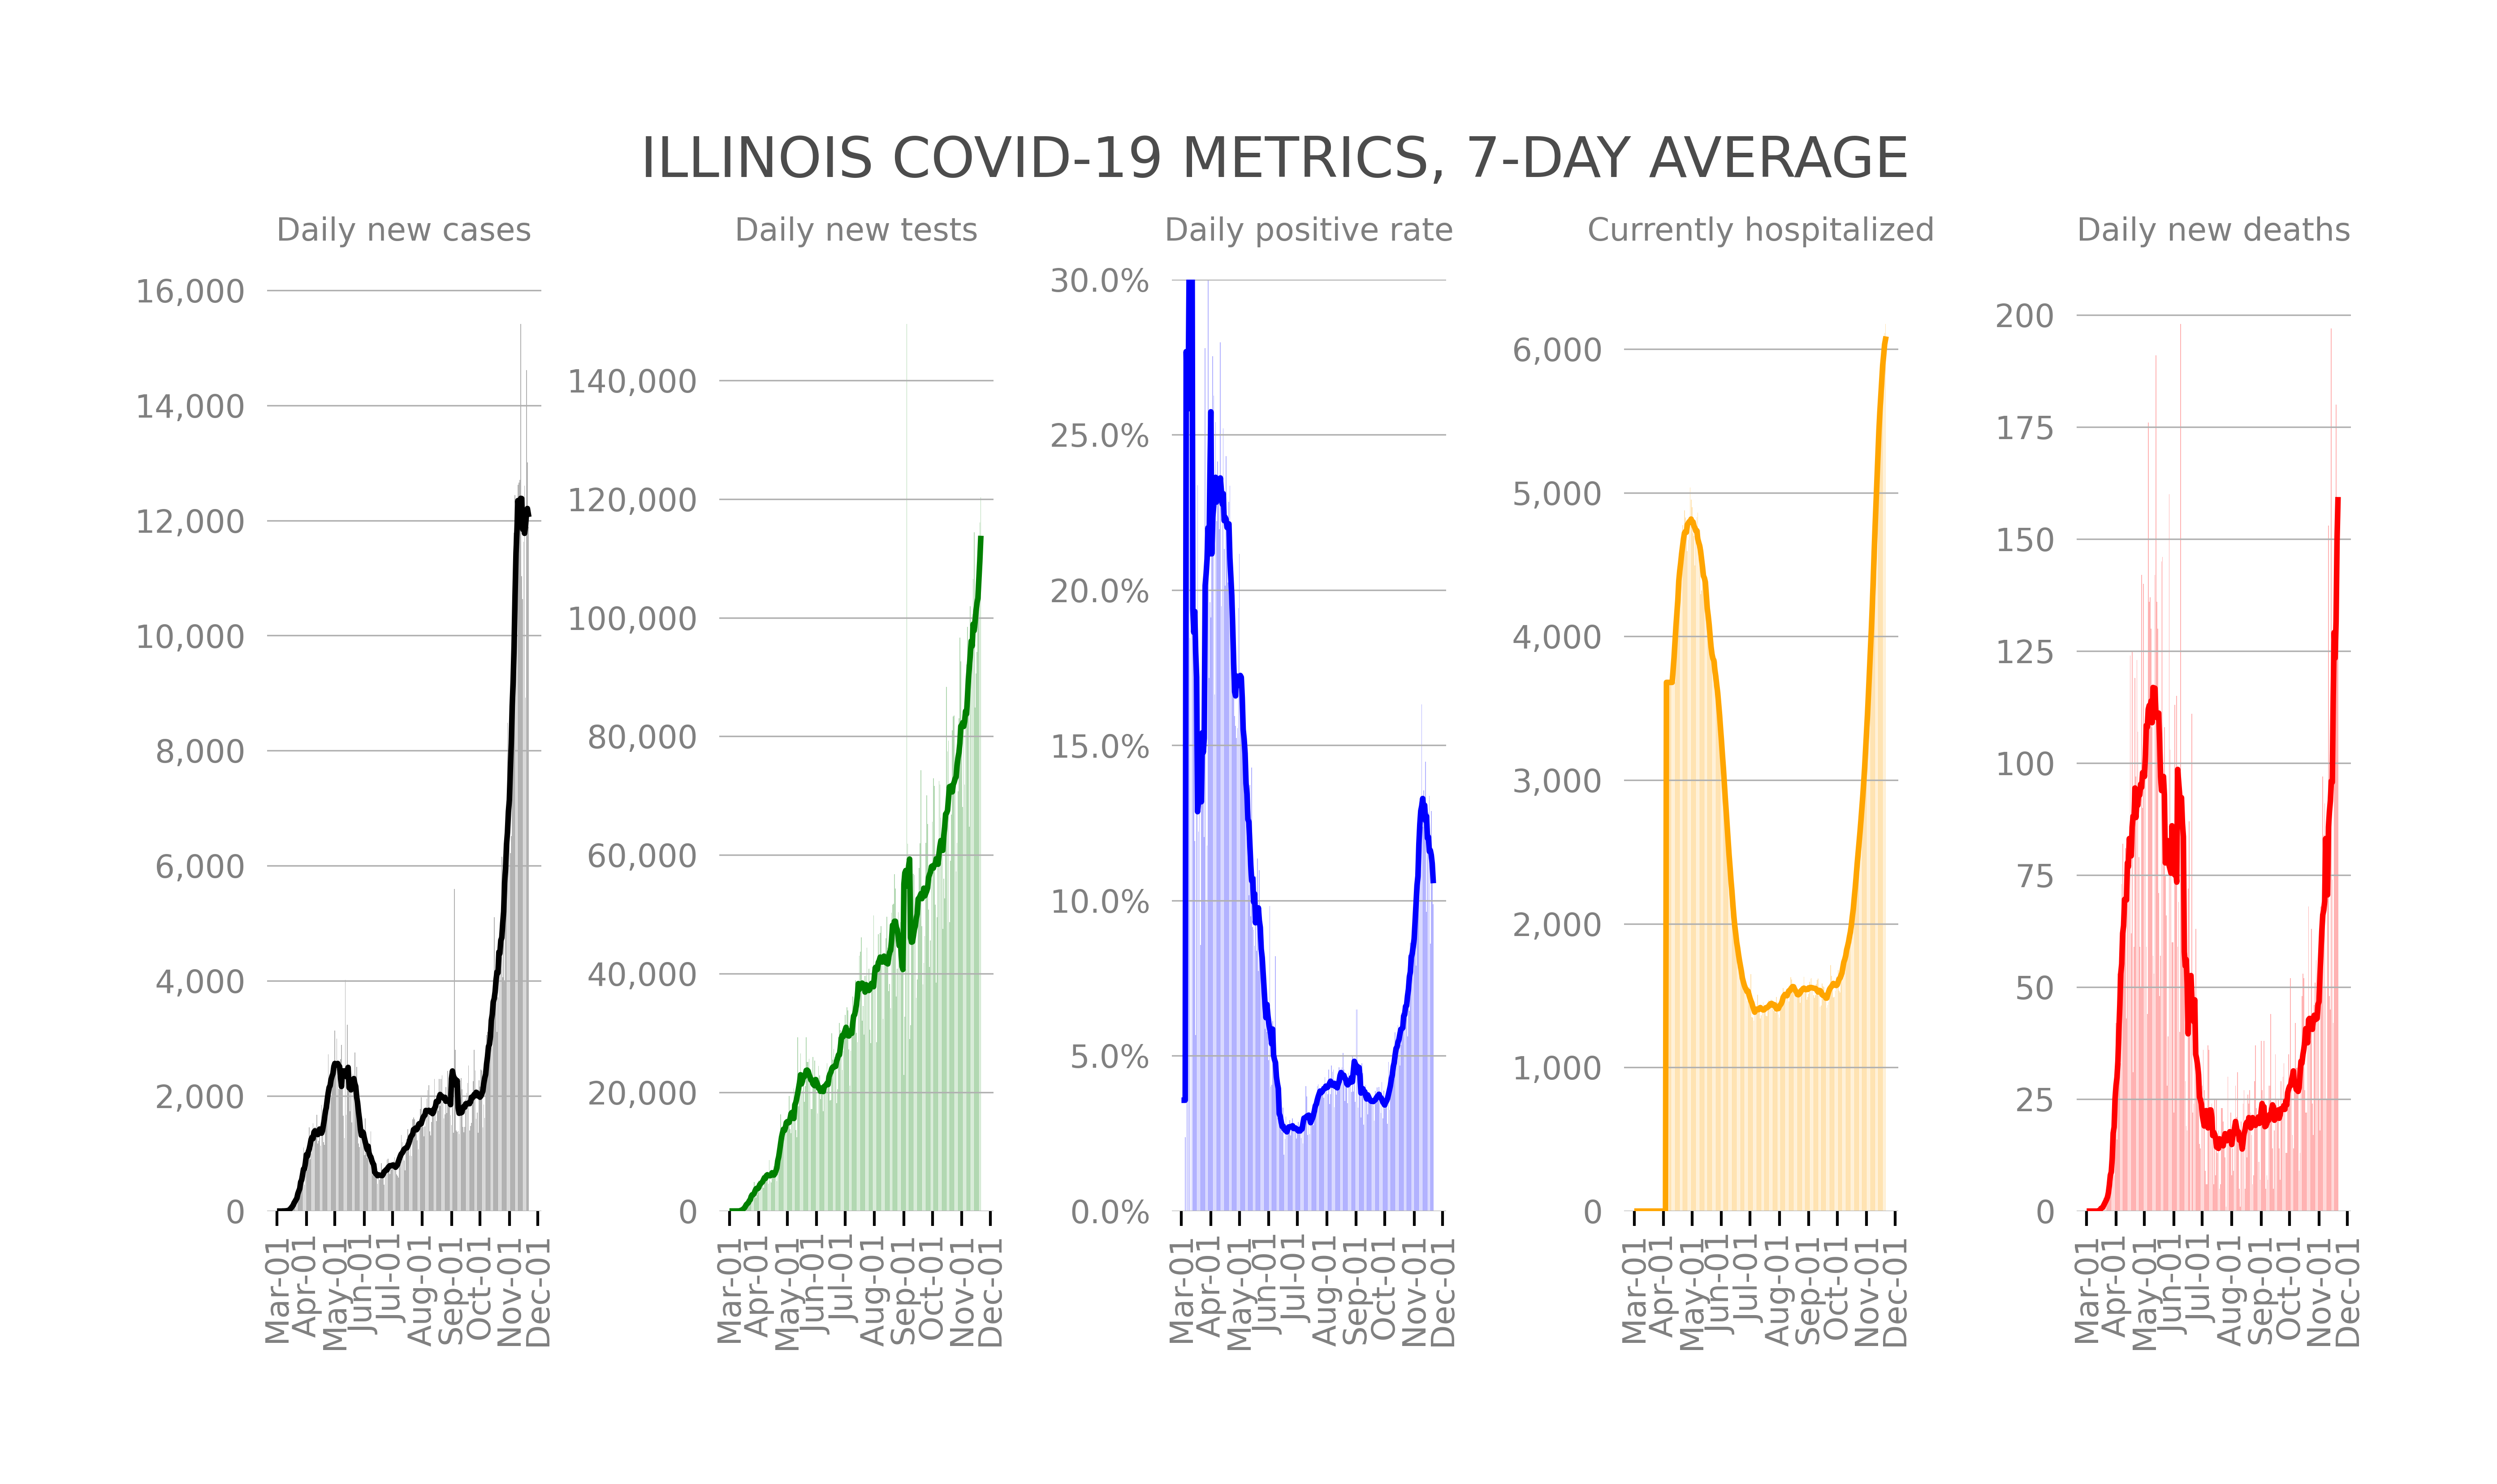 ILLINOIS COVID-19 METRICS, 7-DAY AVERAGE
Daily new cases
16,000
14,000
12,000
10,000
8,000
6,000
4,000
2,000
0
Mar-01
Apr-01
May-01
Jun-01
Jul-01
Aug-01
Sep-01
Oct-01
Nov-01
Dec-01
Daily new tests
140,000
120,000
100,000
80,000
60,000
40,000
20,000
0
Mar-01
Apr-01
May-01
Jun-01
Jul-01
Aug-01
Sep-01
Oct-01
Nov-01
Dec-01
Daily positive rate
30.0%
25.0%
20.0%
15.0%
10.0%
5.0%
0.0%
Mar-01
Apr-01
May-01
Jun-01
Jul-01
Aug-01
Sep-01
Oct-01
Nov-01
Dec-01
Currently hospitalized
6,000
5,000
4,000
3,000
2,000
1,000
0
Mar-01
Apr-01
May-01
Jun-01
Jul-01
Aug-01
Sep-01
Oct-01
Nov-01
Dec-01
Daily new deaths
200
175
150
125
100
75
50
25
0
Mar-01
Apr-01
May-01
Jun-01
Jul-01
Aug-01
Sep-01
Oct-01
Nov-01
Dec-01